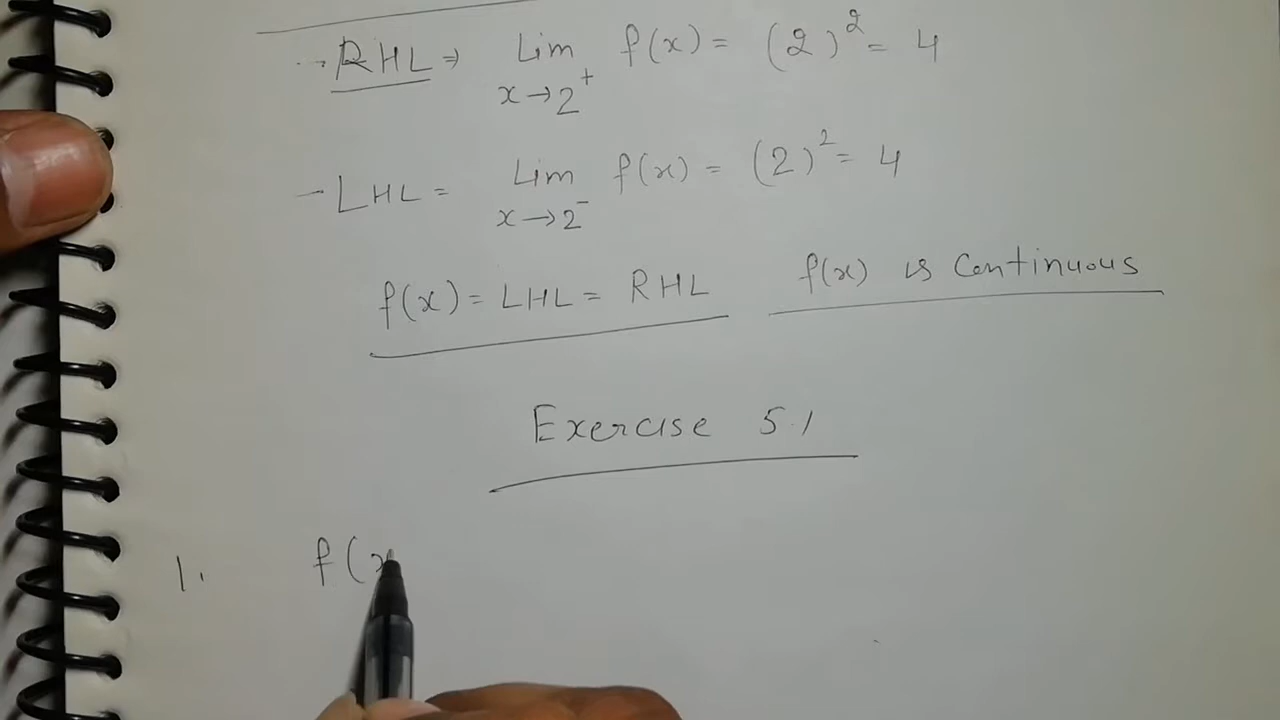 → RHL ⇒ Lim x→2⁺ f(x) = (2)² = 4
– LHL = Lim x→2⁻ f(x) = (2)² = 4
f(x) = LHL = RHL f(x) is Continuous
Exercise 5.1
1. f(x